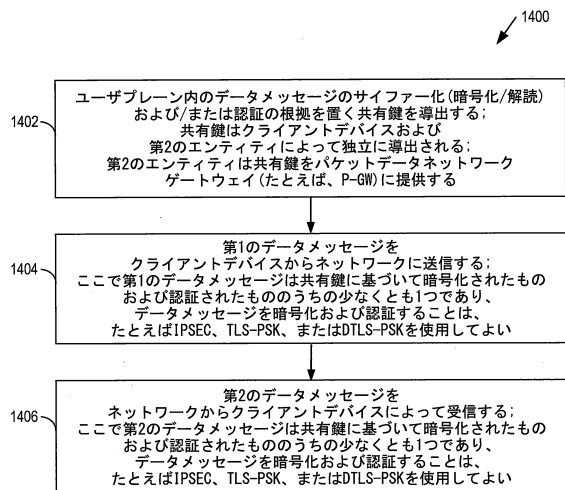 1400
1402
ユーザプレーン内のデータメッセージのサイファー化(暗号化/解読)
および/または認証の根拠を置く共有鍵を導出する;
共有鍵はクライアントデバイスおよび
第2のエンティティによって独立に導出される;
第2のエンティティは共有鍵をパケットデータネットワーク
ゲートウェイ(たとえば、P-GW)に提供する
1404
第1のデータメッセージを
クライアントデバイスからネットワークに送信する;
ここで第1のデータメッセージは共有鍵に基づいて暗号化されたもの
および認証されたもののうちの少なくとも1つであり、
データメッセージを暗号化および認証することは、
たとえばIPSEC、TLS-PSK、またはDTLS-PSKを使用してよい
1406
第2のデータメッセージを
ネットワークからクライアントデバイスによって受信する;
ここで第2のデータメッセージは共有鍵に基づいて暗号化されたもの
および認証されたもののうちの少なくとも1つであり、
データメッセージを暗号化および認証することは、
たとえばIPSEC、TLS-PSK、またはDTLS-PSKを使用してよい